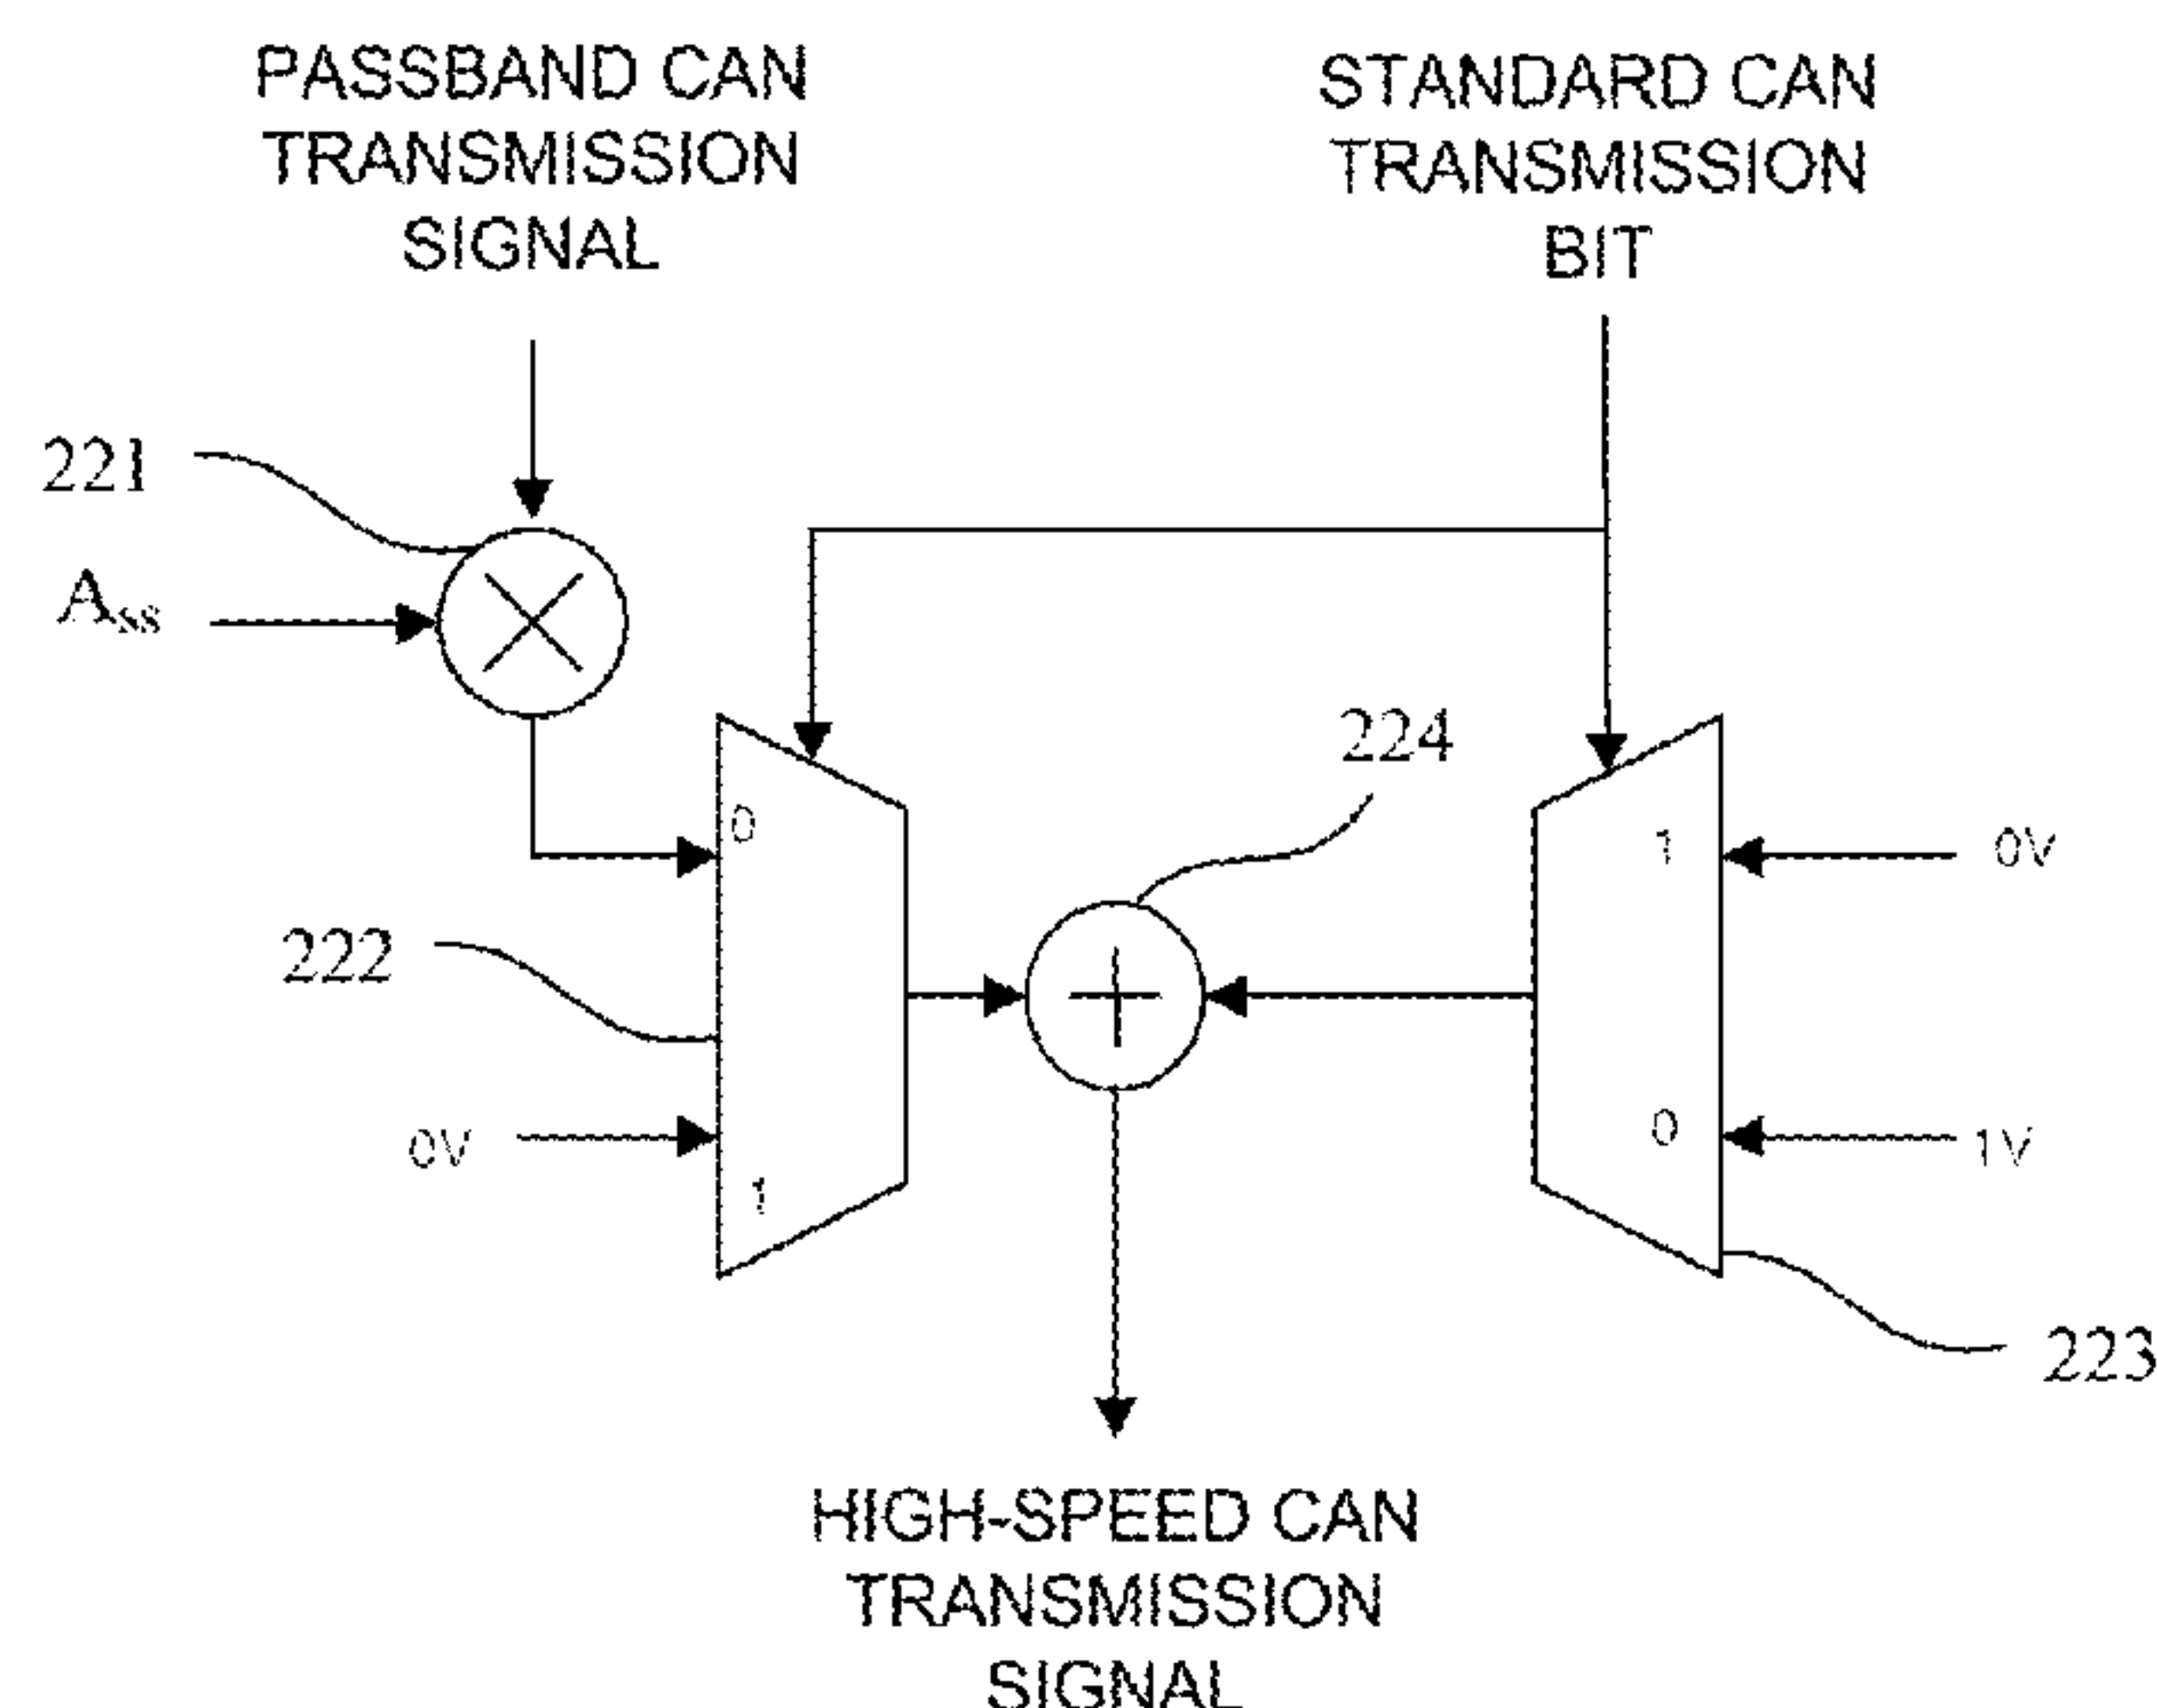 PASSBAND CAN
TRANSMISSION
SIGNAL
STANDARD CAN
TRANSMISSION
BIT
221
Ass
224
0
1
0V
222
0V
1
0
1V
223
HIGH-SPEED CAN
TRANSMISSION
SIGNAL